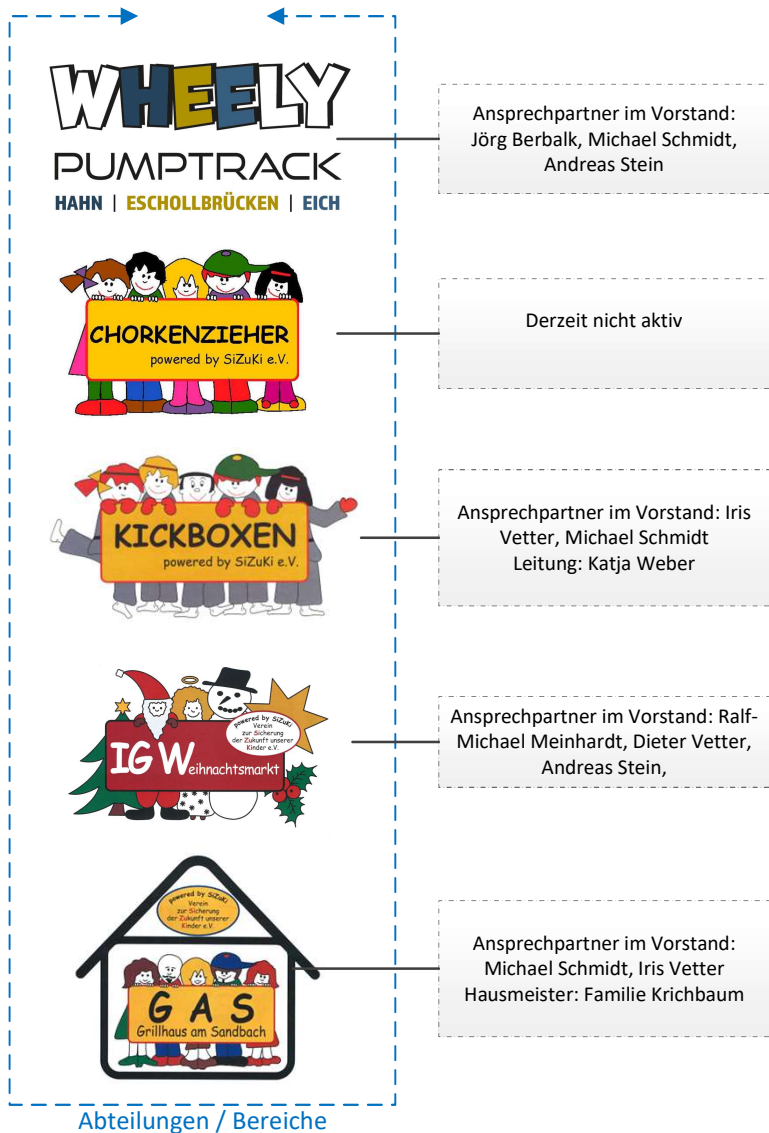 WHEELY
PUMPTRACK
HAHN | ESCHOLLBRÜCKEN | EICH
Ansprechpartner im Vorstand:
Jörg Berbalk, Michael Schmidt,
Andreas Stein
CHORKENZIEHER
powered by SiZuKi e.V.
Derzeit nicht aktiv
KICKBOXEN
powered by SiZuKi e.V.
Ansprechpartner im Vorstand: Iris
Vetter, Michael Schmidt
Leitung: Katja Weber
powered by SiZuKi
Verein
zur Sicherung
der Zukunft unserer
Kinder e.V.
IG Weihnachtsmarkt
Ansprechpartner im Vorstand: Ralf-
Michael Meinhardt, Dieter Vetter,
Andreas Stein,
powered by SiZuKi
Verein
zur Sicherung
der Zukunft unserer
Kinder e.V.
G A S
Grillhaus am Sandbach
Ansprechpartner im Vorstand:
Michael Schmidt, Iris Vetter
Hausmeister: Familie Krichbaum
Abteilungen / Bereiche